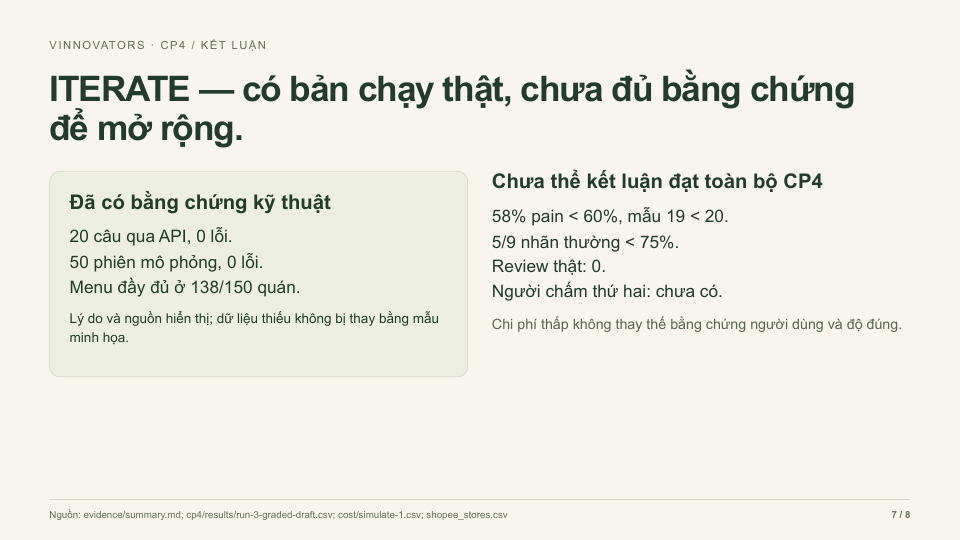 VINNOVATORS · CP4 / KẾT LUẬN
ITERATE — có bản chạy thật, chưa đủ bằng chứng
để mở rộng.
Đã có bằng chứng kỹ thuật
20 câu qua API, 0 lỗi.
50 phiên mô phỏng, 0 lỗi.
Menu đầy đủ ở 138/150 quán.
Lý do và nguồn hiển thị; dữ liệu thiếu không bị thay bằng mẫu
minh họa.
Chưa thể kết luận đạt toàn bộ CP4
58% pain < 60%, mẫu 19 < 20.
5/9 nhãn thường < 75%.
Review thật: 0.
Người chấm thứ hai: chưa có.
Chi phí thấp không thay thế bằng chứng người dùng và độ đúng.
Nguồn: evidence/summary.md; cp4/results/run-3-graded-draft.csv; cost/simulate-1.csv; shopee_stores.csv
7 / 8